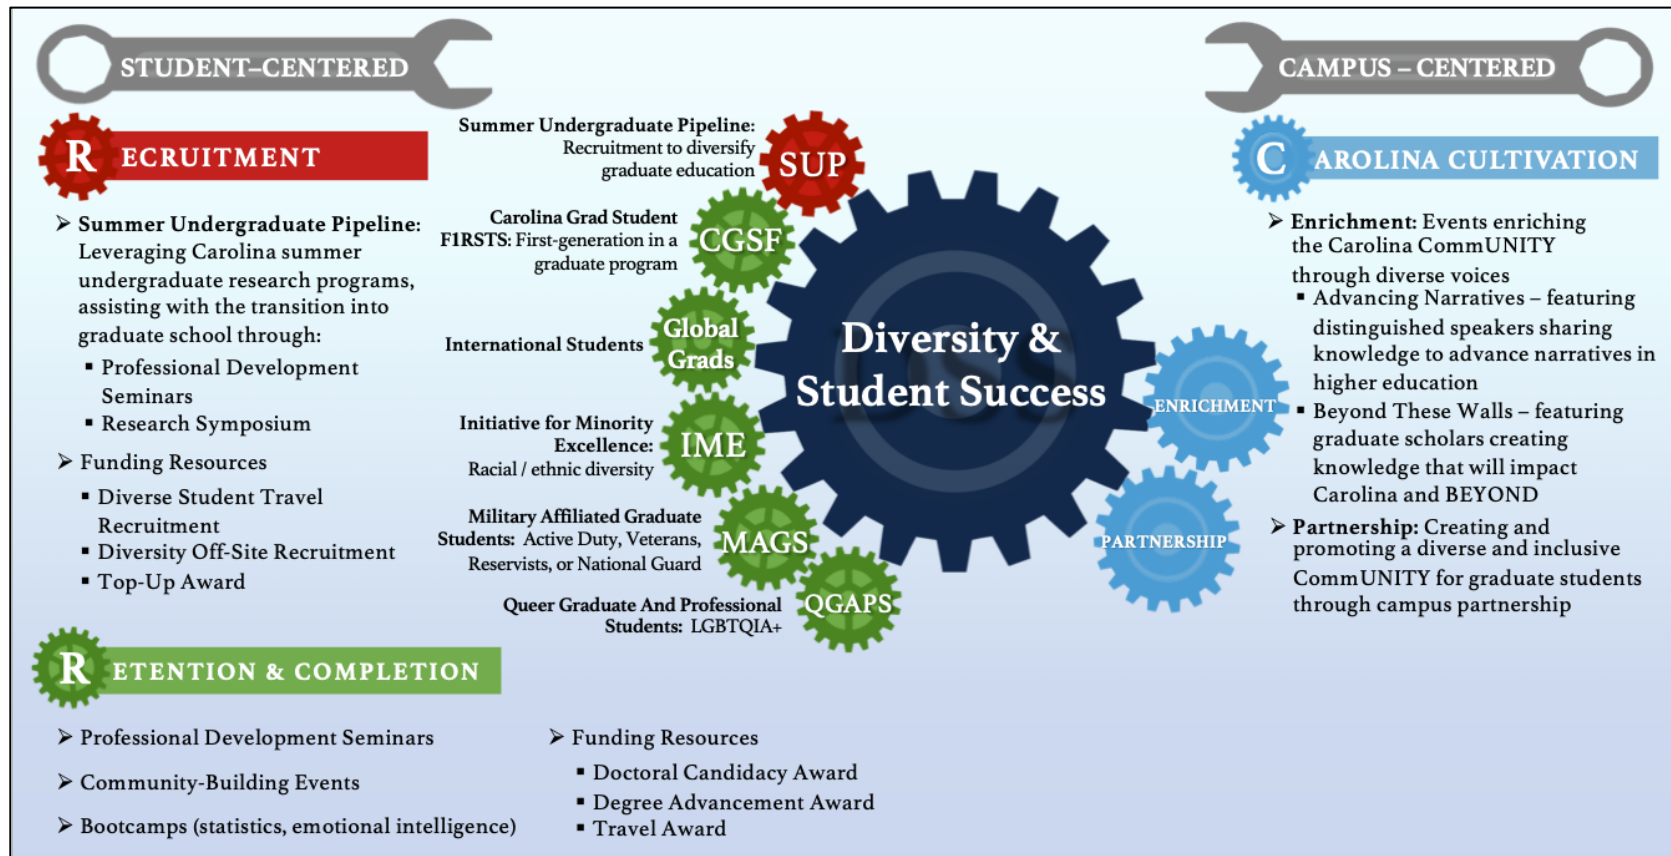 STUDENT–CENTERED
RECRUITMENT
➢ Summer Undergraduate Pipeline:
Leveraging Carolina summer
undergraduate research programs,
assisting with the transition into
graduate school through:
▪ Professional Development
Seminars
▪ Research Symposium
➢ Funding Resources
▪ Diverse Student Travel
Recruitment
▪ Diversity Off-Site Recruitment
▪ Top-Up Award
Summer Undergraduate Pipeline:
Recruitment to diversify
graduate education
SUP
Carolina Grad Student
F1RSTS: First-generation in a
graduate program
CGSF
International Students
Global
Grads
Initiative for Minority
Excellence:
Racial / ethnic diversity
IME
Military Affiliated Graduate
Students: Active Duty, Veterans,
Reservists, or National Guard
MAGS
Queer Graduate And Professional
Students: LGBTQIA+
QGAPS
DSS
Diversity &
Student Success
ENRICHMENT
PARTNERSHIP
CAMPUS – CENTERED
CAROLINA CULTIVATION
➢ Enrichment: Events enriching
the Carolina CommUNITY
through diverse voices
▪ Advancing Narratives – featuring
distinguished speakers sharing
knowledge to advance narratives in
higher education
▪ Beyond These Walls – featuring
graduate scholars creating
knowledge that will impact
Carolina and BEYOND
➢ Partnership: Creating and
promoting a diverse and inclusive
CommUNITY for graduate students
through campus partnership
RETENTION & COMPLETION
➢ Professional Development Seminars
➢ Community-Building Events
➢ Bootcamps (statistics, emotional intelligence)
➢ Funding Resources
▪ Doctoral Candidacy Award
▪ Degree Advancement Award
▪ Travel Award